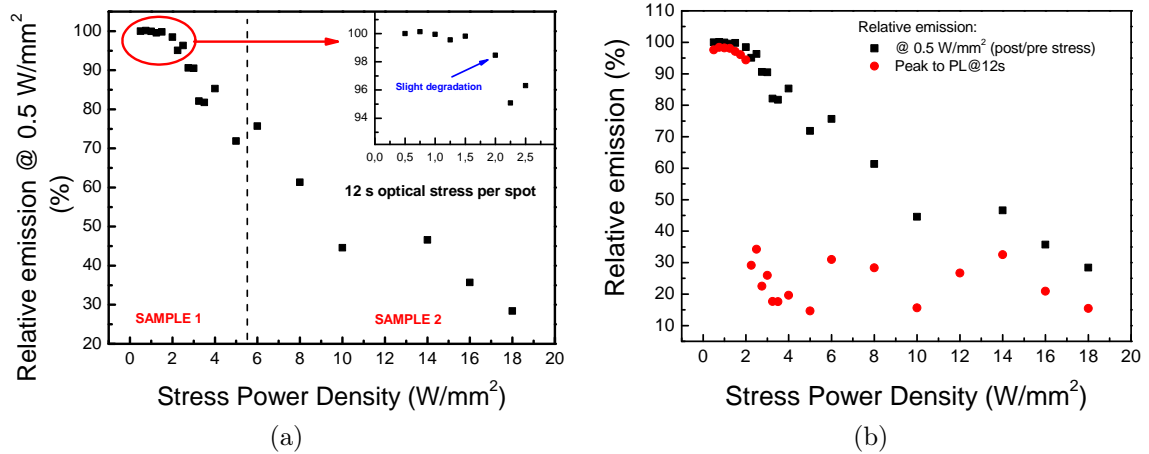 Relative emission @ 0.5 W/mm²
(%)
100
90
80
70
60
50
40
30
20
0 2 4 6 8 10 12 14 16 18 20
Stress Power Density (W/mm²)
SAMPLE 1
SAMPLE 2
12 s optical stress per spot
100
98
96
94
0,0 0,5 1,0 1,5 2,0 2,5
Slight degradation
(a)
Relative emission (%)
110
100
90
80
70
60
50
40
30
20
10
0 2 4 6 8 10 12 14 16 18 20
Stress Power Density (W/mm²)
Relative emission:
@ 0.5 W/mm² (post/pre stress)
Peak to PL@12s
(b)